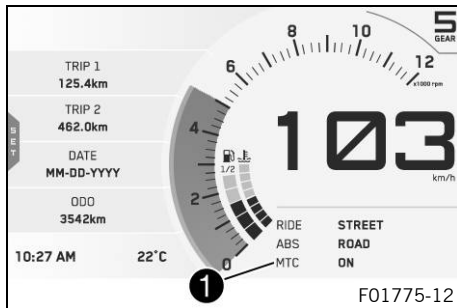 5
GEAR
TRIP 1
125.4km
TRIP 2
462.0km
DATE
MM-DD-YYYY
ODO
3542km
10:27 AM 22°C
SET
0
2
4
6
8
10
12
x1000 rpm
1/2
103
km/h
RIDE STREET
ABS ROAD
MTC ON
1
F01775-12